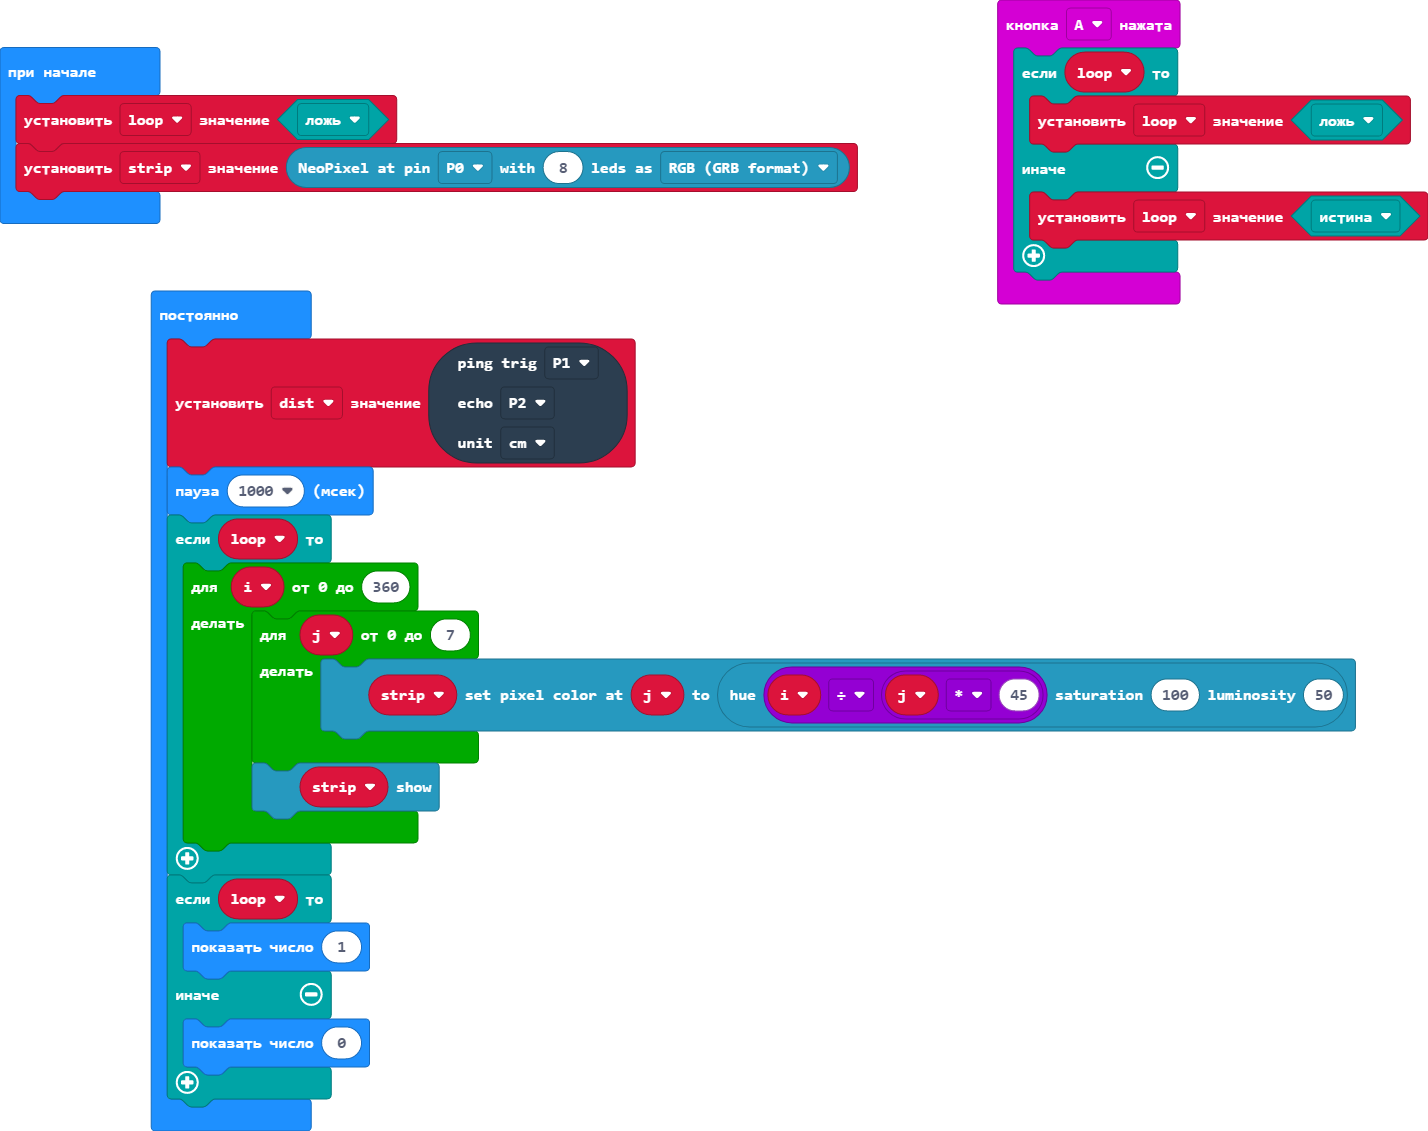 при начале
установить loop значение ложь
установить strip значение NeoPixel at pin P0 with 8 leds as RGB (GRB format)
кнопка A нажата
если loop то
установить loop значение ложь
иначе
установить loop значение истина
постоянно
установить dist значение
ping trig P1
echo P2
unit cm
пауза 1000 (мсек)
если loop то
для i от 0 до 360
делать
для j от 0 до 7
делать
strip set pixel color at j to hue i ÷ j * 45 saturation 100 luminosity 50
strip show
если loop то
показать число 1
иначе
показать число 0